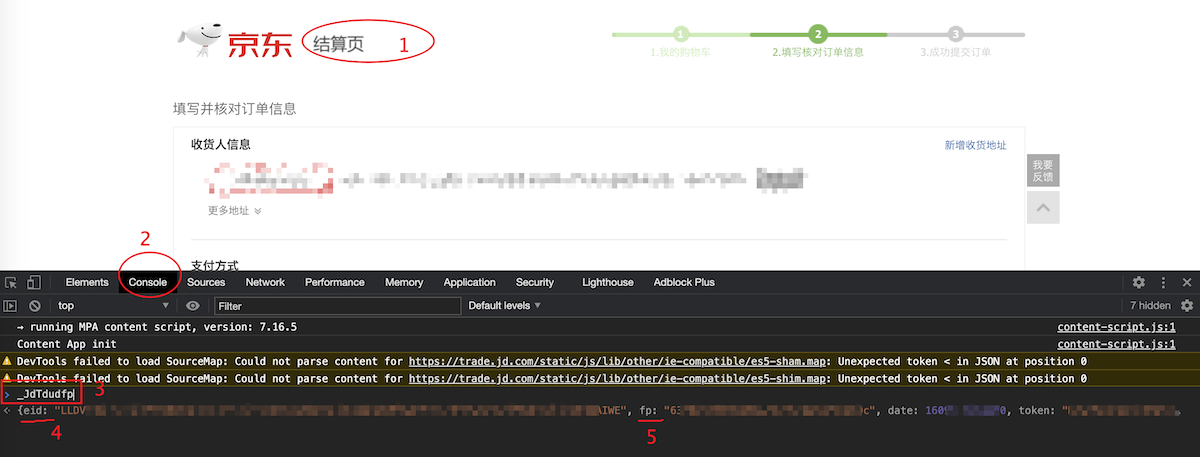 京东 结算页 1
1 2 3
1.我的购物车 2.填写核对订单信息 3.成功提交订单
填写并核对订单信息
收货人信息 新增收货地址
我要
反馈
更多地址
2
支付方式
Elements Console Sources Network Performance Memory Application Security Lighthouse Adblock Plus
top Filter Default levels 7 hidden
→ running MPA content script, version: 7.16.5 content-script.js:1
Content App init content-script.js:1
DevTools failed to load SourceMap: Could not parse content for https://trade.jd.com/static/js/lib/other/ie-compatible/es5-sham.map: Unexpected token < in JSON at position 0
DevTools failed to load SourceMap: Could not parse content for https://trade.jd.com/static/js/lib/other/ie-compatible/es5-shim.map: Unexpected token < in JSON at position 0
> _JdTdudfp 3
{eid: "LLDV AIWE", fp: "63 c", date: 160 0, token: "
4 5